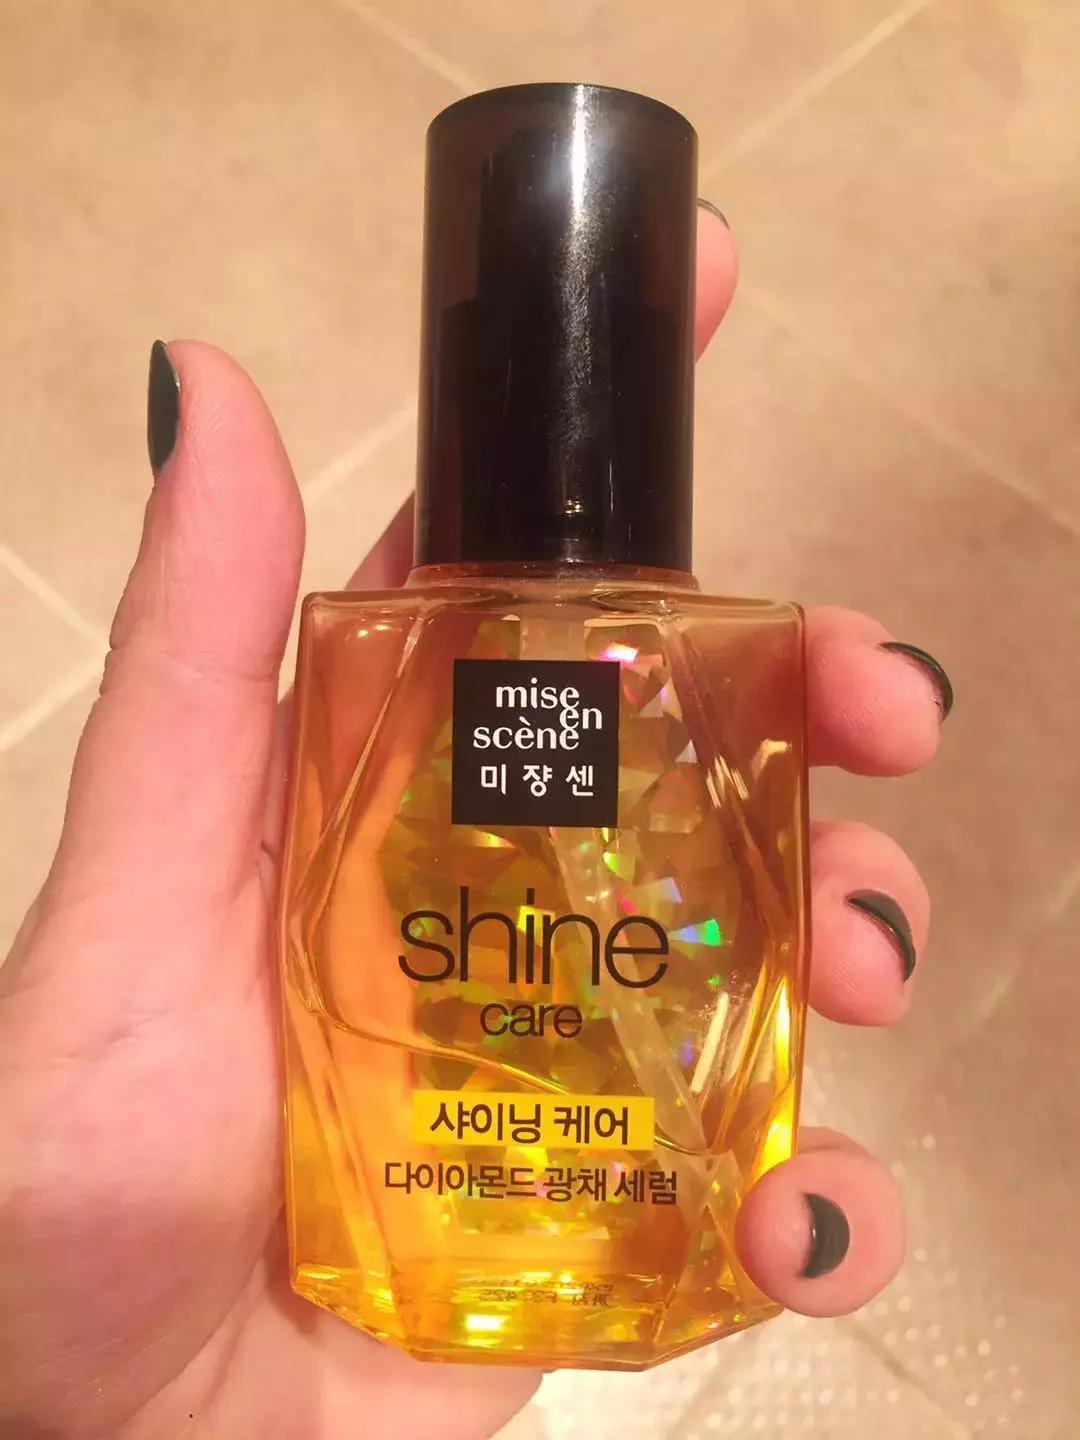 mise
en
scène
미쟝센
shine
care
샤이닝 케어
다이아몬드 광채 세럼